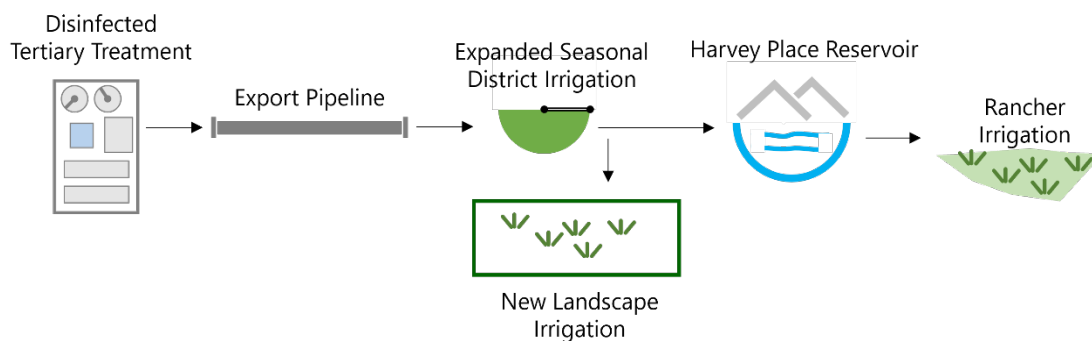 Disinfected
Tertiary Treatment
Export Pipeline
Expanded Seasonal
District Irrigation
Harvey Place Reservoir
Rancher
Irrigation
New Landscape
Irrigation